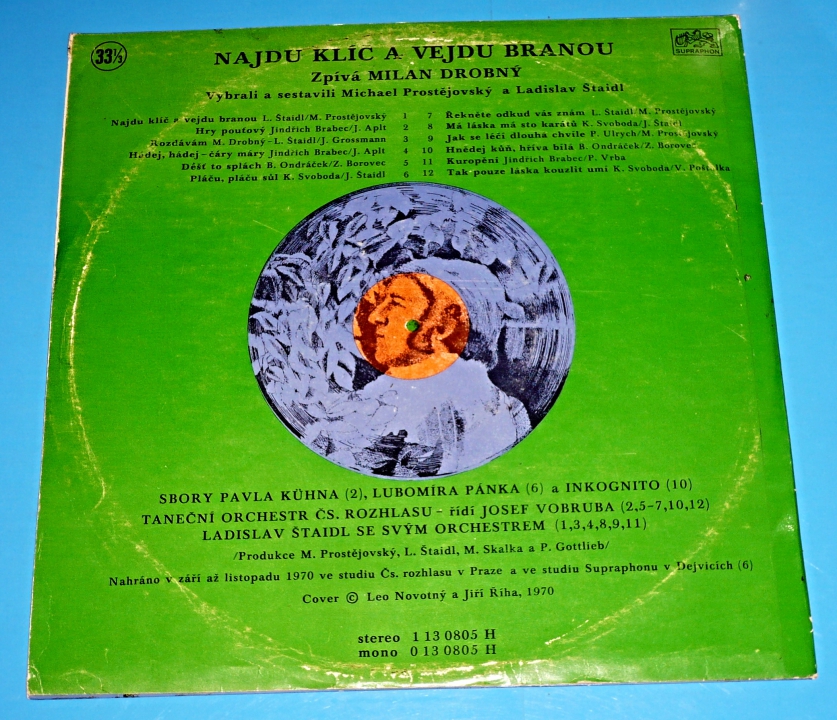 33⅓
NAJDU KLÍC A VEJDU BRANOU
SUPRAPHON
Zpívá MILAN DROBNÝ
Vybrali a sestavili Michael Prostějovský a Ladislav Štaidl
Najdu klíč a vejdu branou L. Štaidl/M. Prostějovský 1
Hry pouťový Jindřich Brabec/J. Aplt 2
Rozdávám M. Drobný-L. Štaidl/J. Grossmann 3
Hádej, hádej-čáry máry Jindřich Brabec/J. Aplt 4
Déšť to splách B. Ondráček/Z. Borovec 5
Pláču, pláču sůl K. Svoboda/J. Štaidl 6
7 Řekněte odkud vás znám L. Štaidl/M. Prostějovský
8 Má láska má sto karátů K. Svoboda/J. Štaidl
9 Jak se léčí dlouhá chvíle P. Ulrych/M. Prostějovský
10 Hnědej kůň, hříva bílá B. Ondráček/Z. Borovec
11 Kuropění Jindřich Brabec/P. Vrba
12 Tak pouze láska kouzlit umí K. Svoboda/V. Poštulka
SBORY PAVLA KÜHNA (2), LUBOMÍRA PÁNKA (6) a INKOGNITO (10)
TANEČNÍ ORCHESTR ČS. ROZHLASU - řídí JOSEF VOBRUBA (2,5-7,10,12)
LADISLAV ŠTAIDL SE SVÝM ORCHESTREM (1,3,4,8,9,11)
/Produkce M. Prostějovský, L. Štaidl, M. Skalka a P. Gottlieb/
Nahráno v září až listopadu 1970 ve studiu Čs. rozhlasu v Praze a ve studiu Supraphonu v Dejvicích (6)
Cover © Leo Novotný a Jiří Říha, 1970
stereo 1 13 0805 H
mono 0 13 0805 H